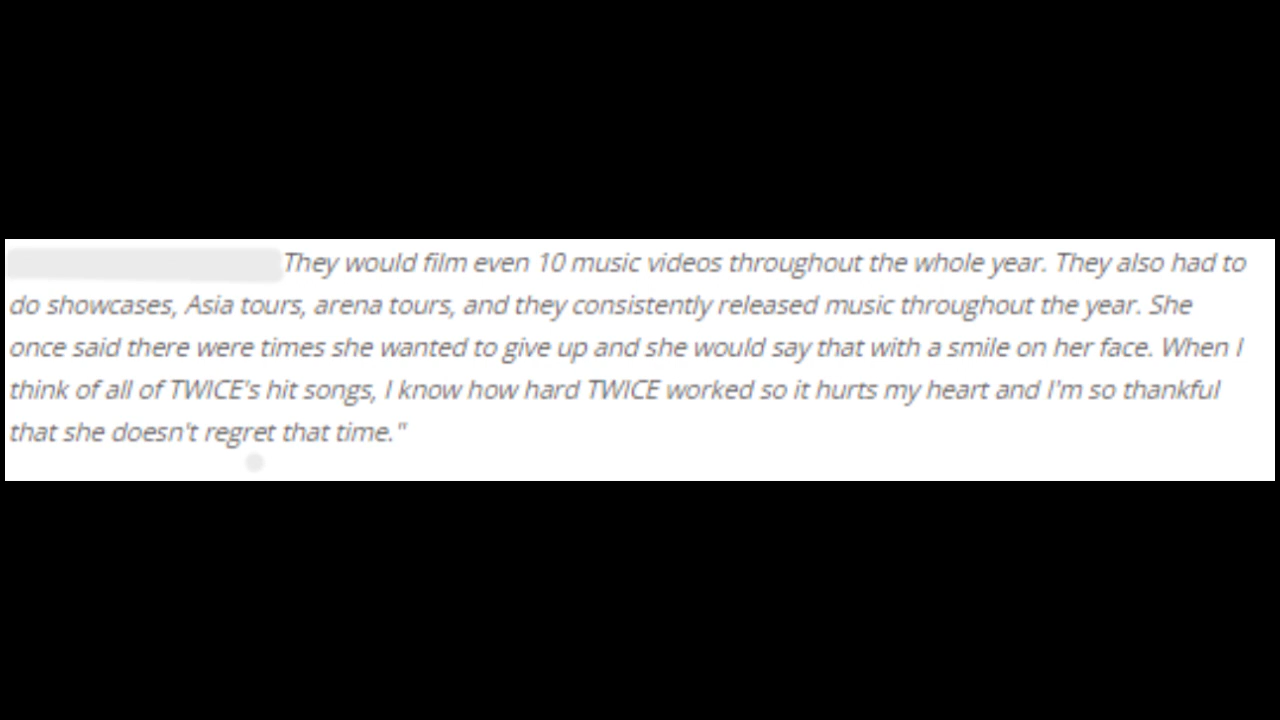 They would film even 10 music videos throughout the whole year. They also had to
do showcases, Asia tours, arena tours, and they consistently released music throughout the year. She
once said there were times she wanted to give up and she would say that with a smile on her face. When I
think of all of TWICE's hit songs, I know how hard TWICE worked so it hurts my heart and I'm so thankful
that she doesn't regret that time."